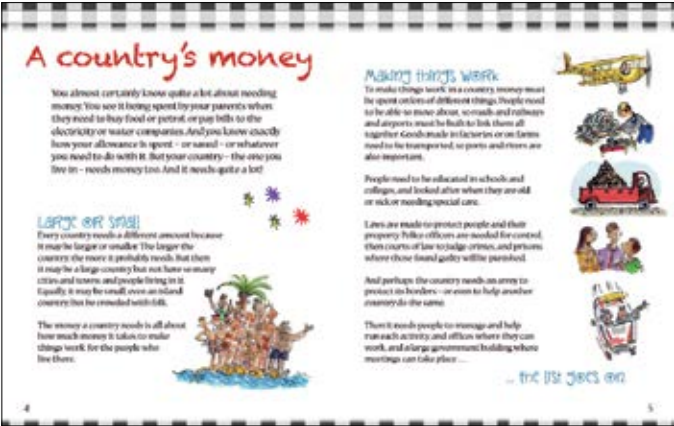 A country's money
You almost certainly know quite a lot about needing
money. You see it being spent by your parents when
they need to buy food or petrol or pay bills to the
electricity or water companies. And you know exactly
how your allowance is spent – or saved – or whatever
you need to do with it. But your country – the one you
live in – needs money too. And it needs quite a lot!
Large or small
Every country needs a different amount because
it may be larger or smaller. The larger the
country the more it probably needs. But then
it may be a large country but not have so many
cities and towns and people living in it.
Equally, it may be small, even an island
country, but be crowded with folk.
The money a country needs is all about
how much money it takes to make
things work for the people who
live there.
4
Making things work
To make things work in a country, money must
be spent on lots of different things. People need
to be able to move about, so roads and railways
and airports must be built to link them all
together. Goods made in factories or on farms
need to be transported, so ports and rivers are
also important.
People need to be educated in schools and
colleges, and looked after when they are old
or sick or needing special care.
Laws are made to protect people and their
property. Police officers are needed for control,
then courts of law to judge crimes, and prisons
where those found guilty will be punished.
And perhaps the country needs an army to
protect its borders – or even to help another
country do the same.
Then it needs people to manage and help
run each activity, and offices where they can
work, and a large government building where
meetings can take place ...
... the list goes on
5